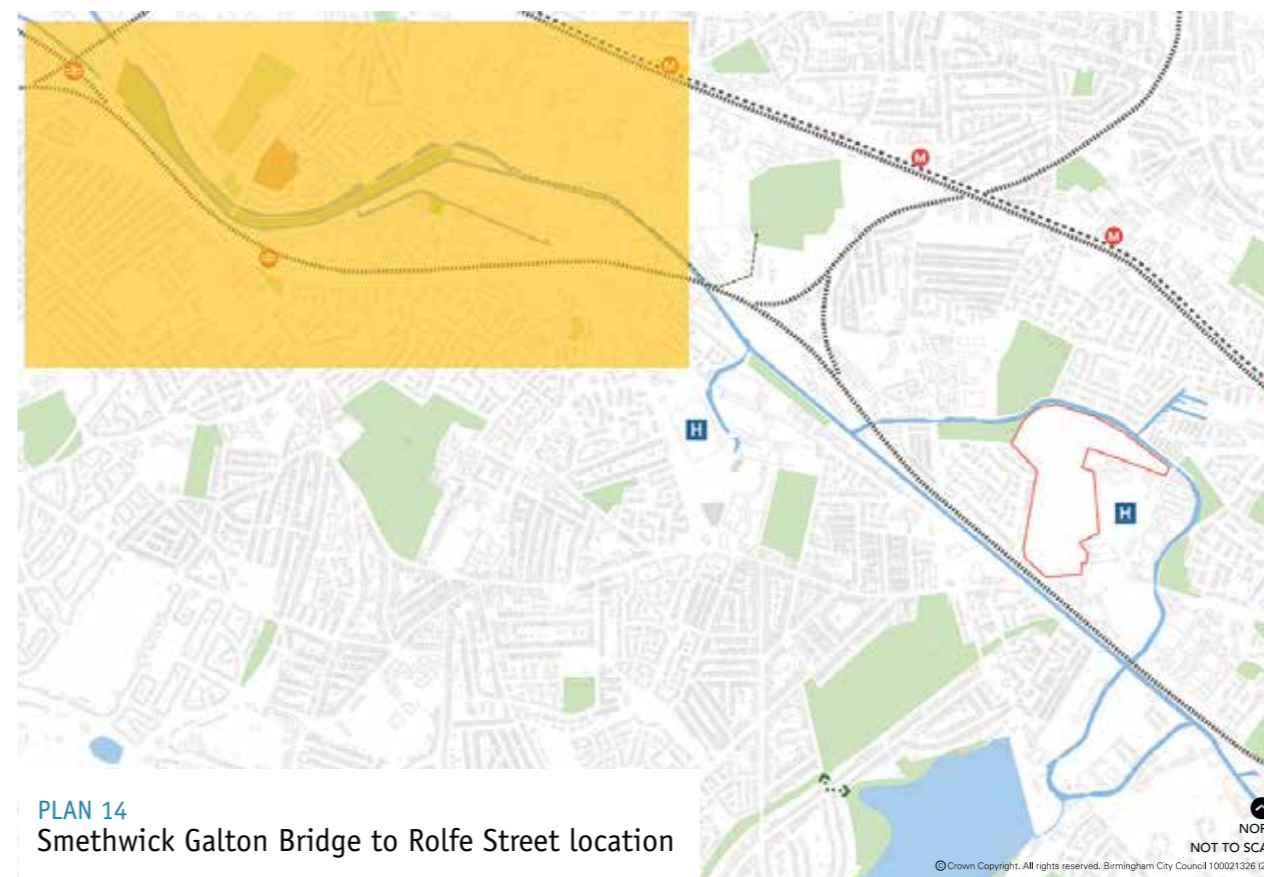 M
M
M
H
H
PLAN 14
Smethwick Galton Bridge to Rolfe Street location
NOR
NOT TO SCA
© Crown Copyright. All rights reserved. Birmingham City Council 100021326